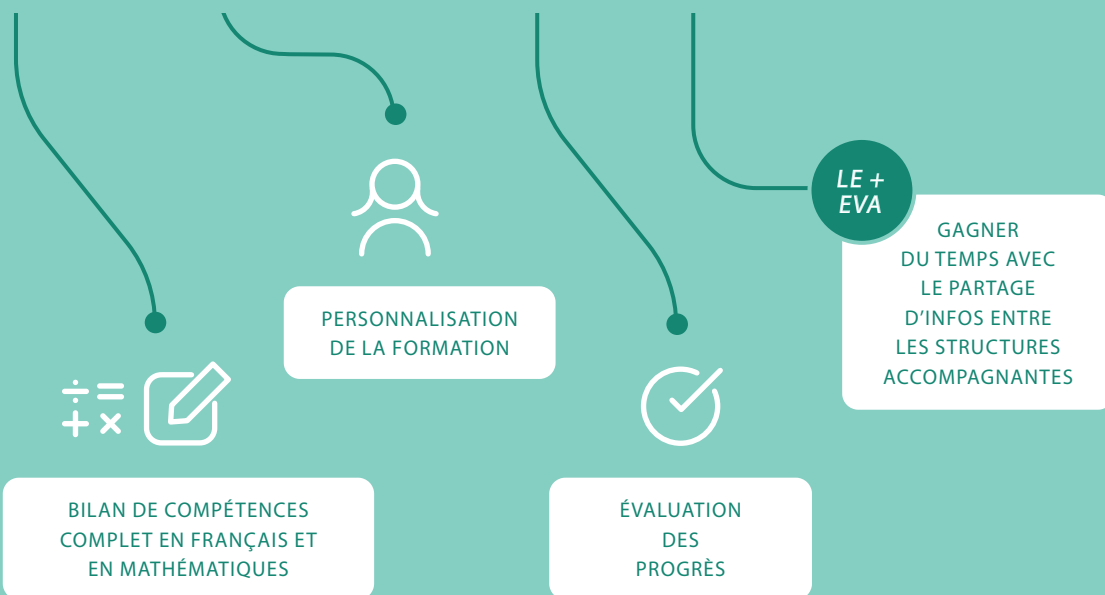 BILAN DE COMPÉTENCES
COMPLET EN FRANÇAIS ET
EN MATHÉMATIQUES
PERSONNALISATION
DE LA FORMATION
ÉVALUATION
DES
PROGRÈS
LE +
EVA
GAGNER
DU TEMPS AVEC
LE PARTAGE
D'INFOS ENTRE
LES STRUCTURES
ACCOMPAGNANTES